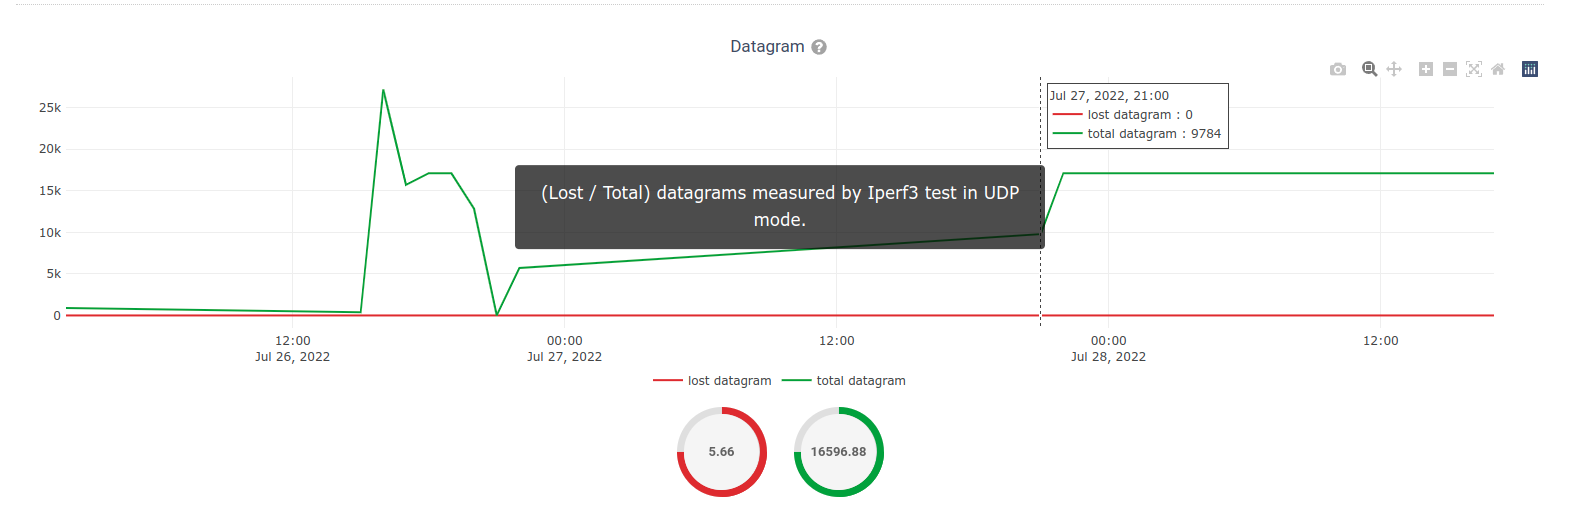 Datagram ?
25k
20k
15k
10k
5k
0
Jul 27, 2022, 21:00
lost datagram : 0
total datagram : 9784
(Lost / Total) datagrams measured by Iperf3 test in UDP
mode.
12:00
Jul 26, 2022
00:00
Jul 27, 2022
12:00
00:00
Jul 28, 2022
12:00
lost datagram
total datagram
5.66
16596.88